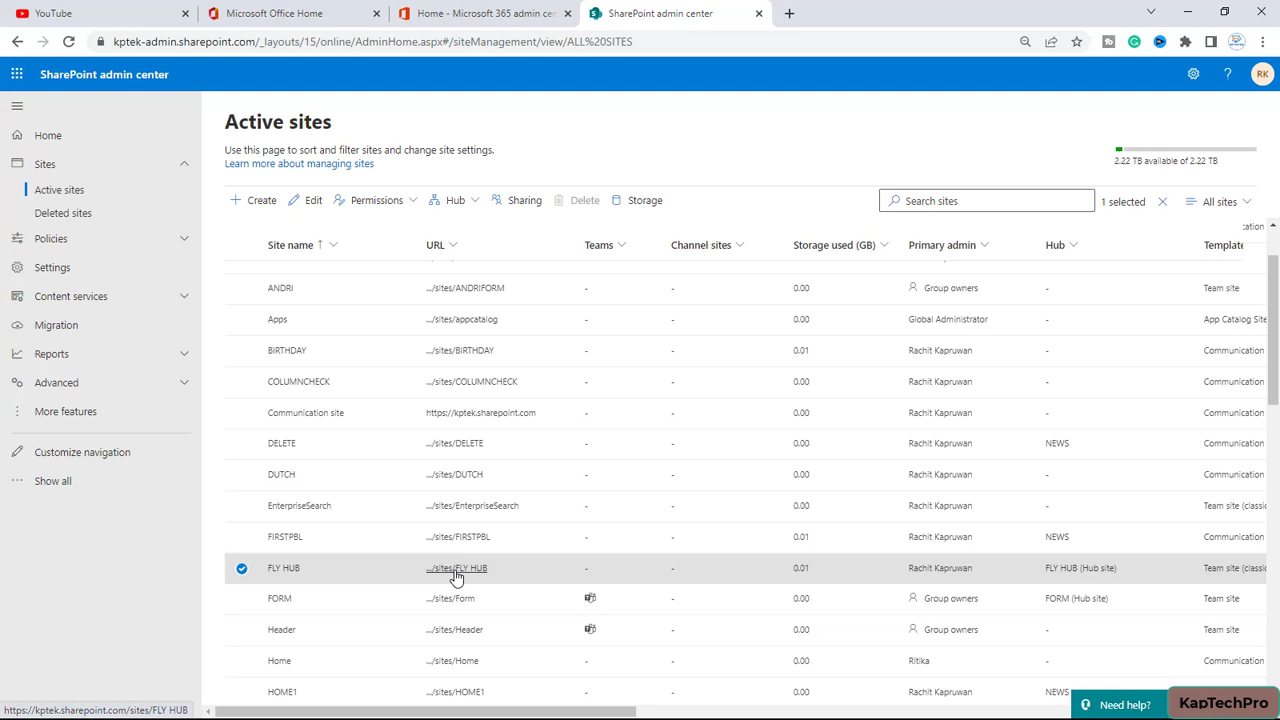 YouTube
Microsoft Office Home
Home - Microsoft 365 admin cen
SharePoint admin center
kptek-admin.sharepoint.com/_layouts/15/online/AdminHome.aspx#/siteManagement/view/ALL%20SITES
SharePoint admin center
RK
Home
Sites
Active sites
Deleted sites
Policies
Settings
Content services
Migration
Reports
Advanced
More features
Customize navigation
Show all
Active sites
Use this page to sort and filter sites and change site settings.
Learn more about managing sites
2.22 TB available of 2.22 TB
Create Edit Permissions Hub Sharing Delete Storage Search sites 1 selected All sites
Site name ↑ URL Teams Channel sites Storage used (GB) Primary admin Hub Template
ANDRI .../sites/ANDRIFORM - - 0.00 Group owners - Team site
Apps .../sites/appcatalog - - 0.00 Global Administrator - App Catalog Site
BIRTHDAY .../sites/BIRTHDAY - - 0.01 Rachit Kapruwan - Communication
COLUMNCHECK .../sites/COLUMNCHECK - - 0.00 Rachit Kapruwan - Communication
Communication site https://kptek.sharepoint.com - - 0.00 Rachit Kapruwan - Communication
DELETE .../sites/DELETE - - 0.00 Rachit Kapruwan NEWS Communication
DUTCH .../sites/DUTCH - - 0.00 Rachit Kapruwan - Communication
EnterpriseSearch .../sites/EnterpriseSearch - - 0.00 Rachit Kapruwan - Team site (classic
FIRSTPBL .../sites/FIRSTPBL - - 0.01 Rachit Kapruwan NEWS Communication
FLY HUB .../sites/FLY HUB - - 0.01 Rachit Kapruwan FLY HUB (Hub site) Team site (classic
FORM .../sites/Form - 0.00 Group owners FORM (Hub site) Team site
Header .../sites/Header - 0.00 Group owners - Team site
Home .../sites/Home - - 0.00 Ritika - Communication
HOME1 .../sites/HOME1 - - 0.00 Rachit Kapruwan NEWS
https://kptek.sharepoint.com/sites/FLY HUB
Need help?
KapTechPro